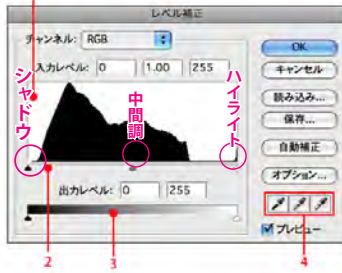 レベル補正
チャンネル: RGB
OK
入力レベル: 0 1.00 255
キャンセル
シャドウ
中間調
ハイライト
読み込み...
保存...
自動補正
オプション...
出力レベル: 0 255
プレビュー
2
3
4